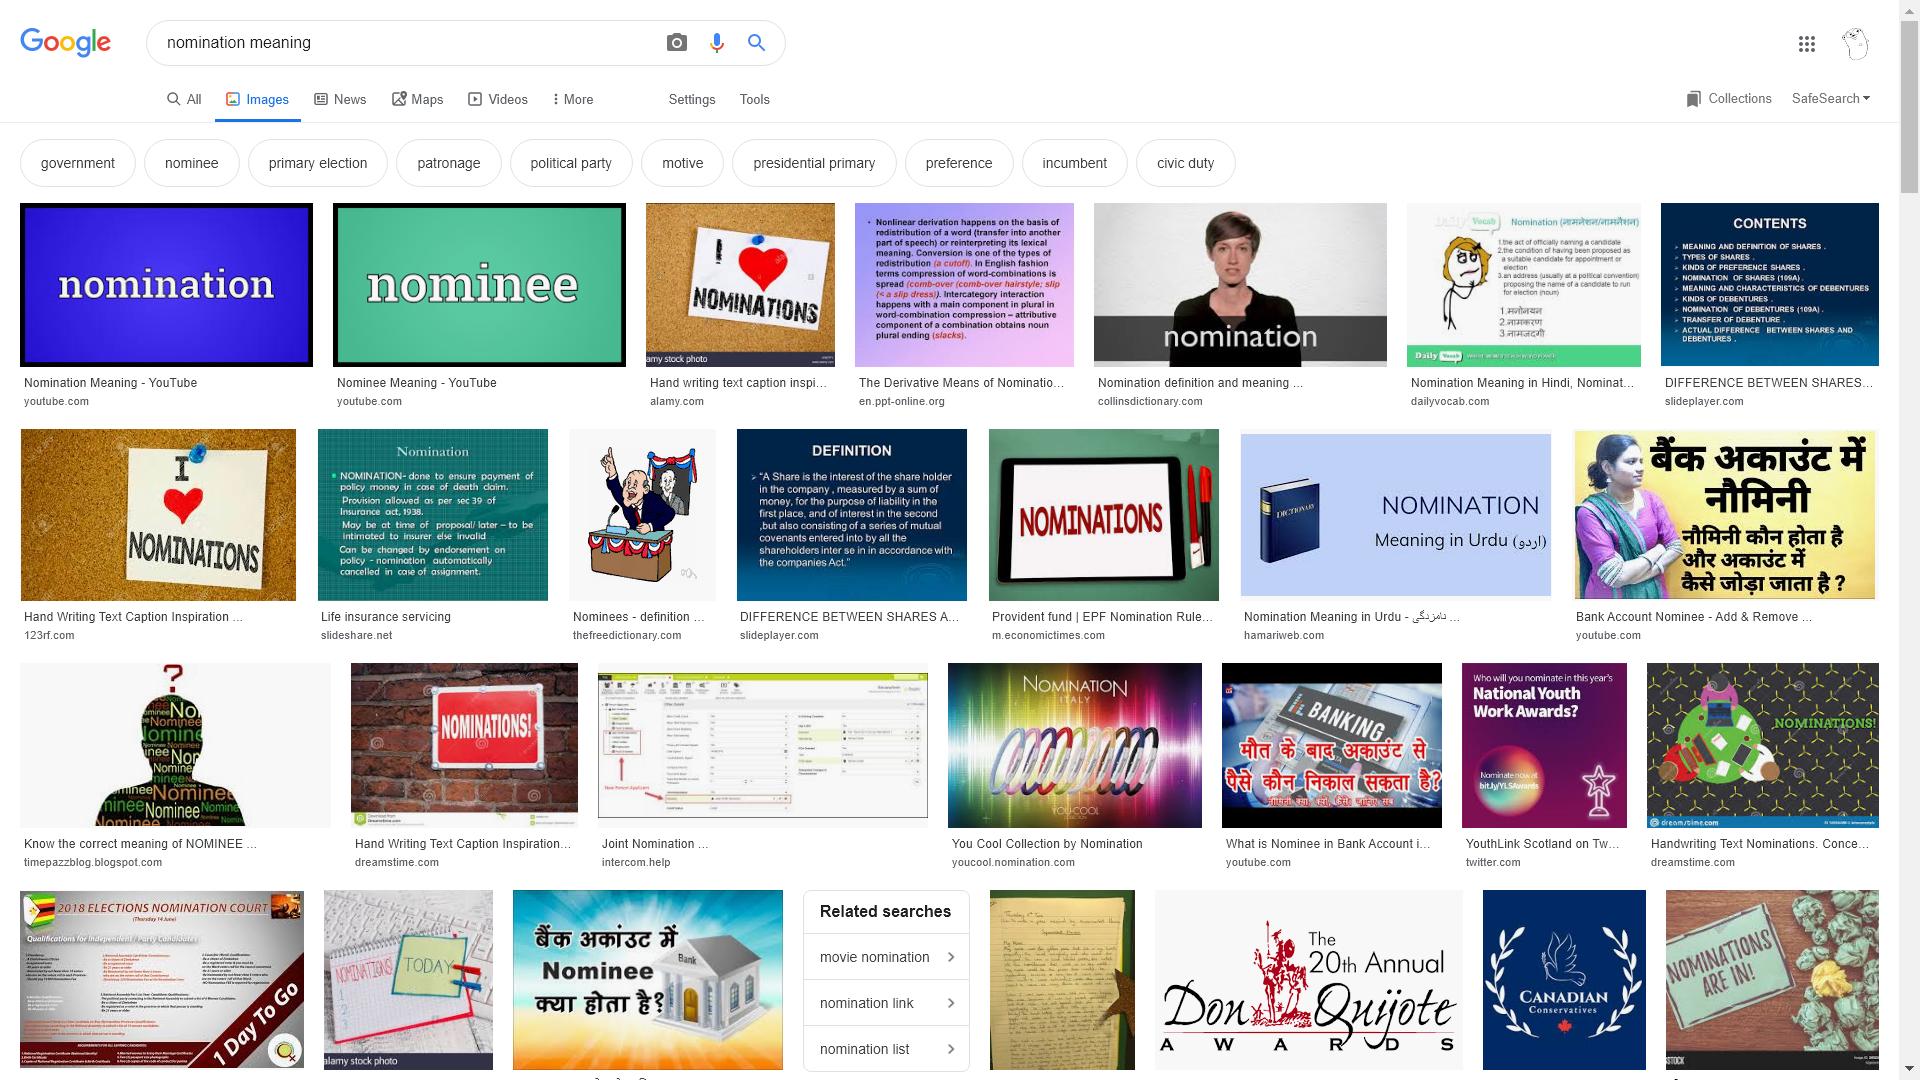 Google
nomination meaning
All
Images
News
Maps
Videos
More
Settings
Tools
Collections
SafeSearch
government
nominee
primary election
patronage
political party
motive
presidential primary
preference
incumbent
civic duty
nomination
nominee
I
NOMINATIONS
alamy stock photo
• Nonlinear derivation happens on the basis of
redistribution of a word (transfer into another
part of speech) or reinterpreting its lexical
meaning. Conversion is one of the types of
redistribution (a cutoff). In English fashion
terms compression of word-combinations is
spread (comb-over (comb-over hairstyle; slip
(< a slip dress)). Intercategory interaction
happens with a main component in plural in
word-combination compression – attributive
component of a combination obtains noun
plural ending (slacks).
nomination
Daily Vocab
Nomination (नामनेशन/नामनैशन)
1.the act of officially naming a candidate
2.the condition of having been proposed as
a suitable candidate for appointment or
election
3.an address (usually at a political convention)
proposing the name of a candidate to run
for election (noun)
1.मनोनयन
2.नामकरण
3.नामजदगी
Daily Vocab
CONTENTS
MEANING AND DEFINITION OF SHARES .
TYPES OF SHARES .
KINDS OF PREFERENCE SHARES .
NOMINATION OF SHARES (109A) .
MEANING AND CHARACTERISTICS OF DEBENTURES
KINDS OF DEBENTURES .
NOMINATION OF DEBENTURES (109A) .
TRANSFER OF DEBENTURE .
ACTUAL DIFFERENCE BETWEEN SHARES AND
DEBENTURES .
Nomination Meaning - YouTube
youtube.com
Nominee Meaning - YouTube
youtube.com
Hand writing text caption inspi...
alamy.com
The Derivative Means of Nominatio...
en.ppt-online.org
Nomination definition and meaning ...
collinsdictionary.com
Nomination Meaning in Hindi, Nominat...
dailyvocab.com
DIFFERENCE BETWEEN SHARES...
slideplayer.com
I
NOMINATIONS
Nomination
• NOMINATION- done to ensure payment of
policy money in case of death claim.
Provision allowed as per sec 39 of
Insurance act, 1938.
May be at time of proposal/ later – to be
intimated to insurer else invalid
Can be changed by endorsement on
policy - nomination automatically
cancelled in case of assignment.
DEFINITION
"A Share is the interest of the share holder
in the company , measured by a sum of
money, for the purpose of liability in the
first place, and of interest in the second
,but also consisting of a series of mutual
covenants entered into by all the
shareholders inter se in in accordance with
the companies Act."
NOMINATIONS
DICTIONARY
NOMINATION
Meaning in Urdu (اردو)
बैंक अकाउंट में
नौमिनी
नौमिनी कौन होता है
और अकाउंट में
कैसे जोड़ा जाता है ?
Hand Writing Text Caption Inspiration ...
123rf.com
Life insurance servicing
slideshare.net
Nominees - definition ...
thefreedictionary.com
DIFFERENCE BETWEEN SHARES A...
slideplayer.com
Provident fund | EPF Nomination Rule...
m.economictimes.com
Nomination Meaning in Urdu - نامزدگی ...
hamariweb.com
Bank Account Nominee - Add & Remove ...
youtube.com
?
Nominee
NOMINATIONS!
New Person Applicant
NOMINATION
ITALY
YOU COOL
BANKING
मौत के बाद अकाउंट से
पैसे कौन निकाल सकता है?
Who will you nominate in this year's
National Youth
Work Awards?
Nominate now at
bit.ly/YLSAwards
NOMINATIONS!
dreamstime.com
Know the correct meaning of NOMINEE ...
timepazzblog.blogspot.com
Hand Writing Text Caption Inspiration...
dreamstime.com
Joint Nomination ...
intercom.help
You Cool Collection by Nomination
youcool.nomination.com
What is Nominee in Bank Account i...
youtube.com
YouthLink Scotland on Tw...
twitter.com
Handwriting Text Nominations. Conce...
dreamstime.com
2018 ELECTIONS NOMINATION COURT
(Thursday 14 June)
Qualifications for Independent / Party Candidates
1 Day To Go
NOMINATIONS
1
2
TODAY
alamy stock photo
बैंक अकांउट में
Nominee
क्या होता है?
Bank
Related searches
movie nomination
nomination link
nomination list
The
20th Annual
Don Quijote
AWARDS
CANADIAN
Conservatives
NOMINATIONS
ARE IN!